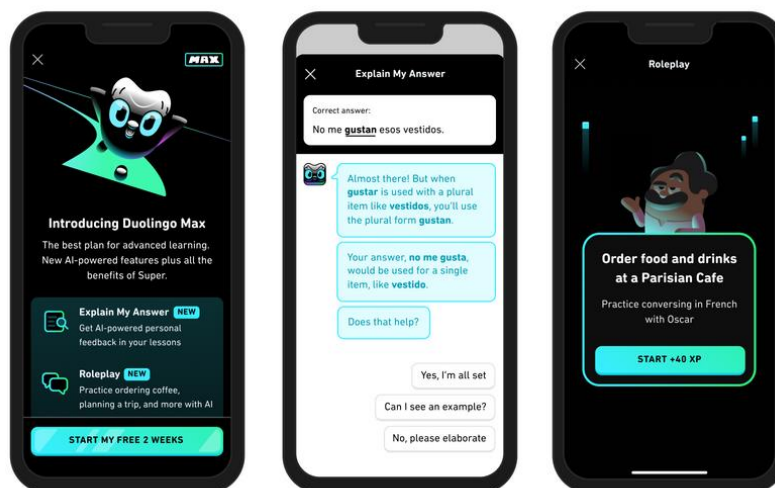 MAX
Introducing Duolingo Max
The best plan for advanced learning.
New AI-powered features plus all the
benefits of Super.
Explain My Answer NEW
Get AI-powered personal
feedback in your lessons
Roleplay NEW
Practice ordering coffee,
planning a trip, and more with AI
START MY FREE 2 WEEKS
Explain My Answer
Correct answer:
No me gustan esos vestidos.
Almost there! But when
gustar is used with a plural
item like vestidos, you'll use
the plural form gustan.
Your answer, no me gusta,
would be used for a single
item, like vestido.
Does that help?
Yes, I'm all set
Can I see an example?
No, please elaborate
Roleplay
Order food and drinks
at a Parisian Cafe
Practice conversing in French
with Oscar
START +40 XP